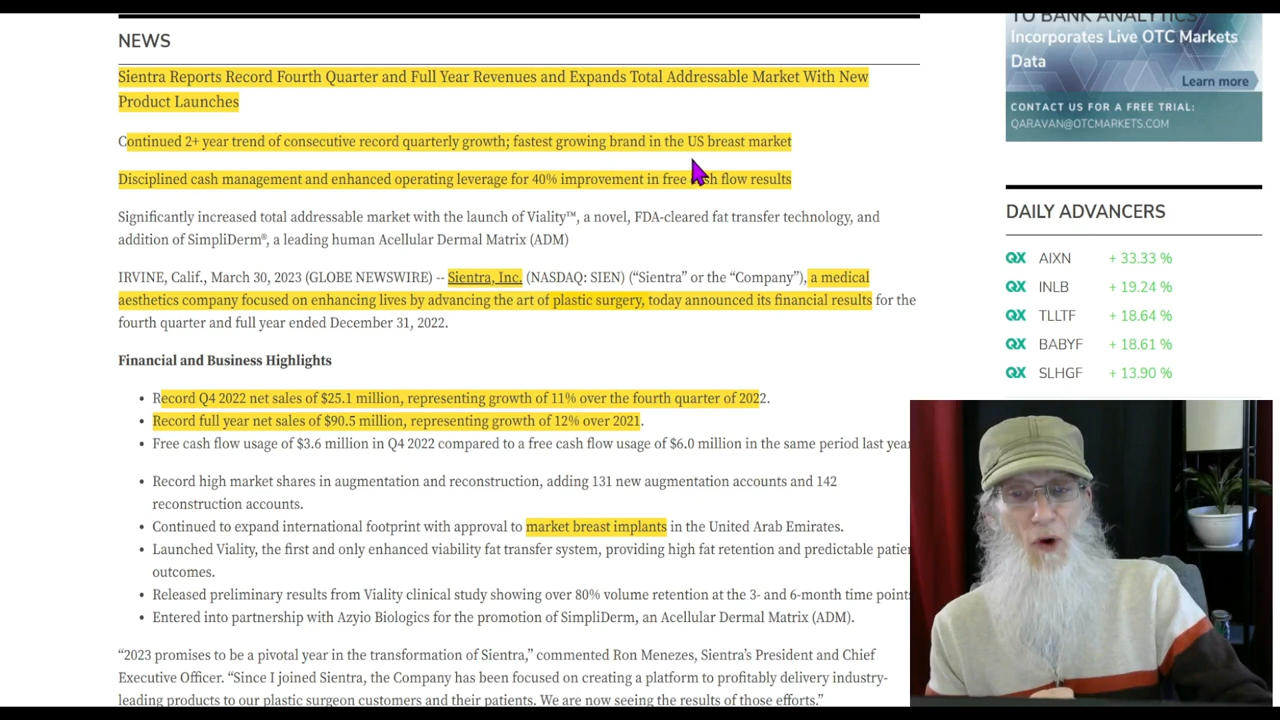 NEWS
Sientra Reports Record Fourth Quarter and Full Year Revenues and Expands Total Addressable Market With New
Product Launches
Continued 2+ year trend of consecutive record quarterly growth; fastest growing brand in the US breast market
Disciplined cash management and enhanced operating leverage for 40% improvement in free cash flow results
Significantly increased total addressable market with the launch of Viality™, a novel, FDA-cleared fat transfer technology, and
addition of SimpliDerm®, a leading human Acellular Dermal Matrix (ADM)
IRVINE, Calif., March 30, 2023 (GLOBE NEWSWIRE) -- Sientra, Inc. (NASDAQ: SIEN) (“Sientra” or the “Company”), a medical
aesthetics company focused on enhancing lives by advancing the art of plastic surgery, today announced its financial results for the
fourth quarter and full year ended December 31, 2022.
Financial and Business Highlights
• Record Q4 2022 net sales of $25.1 million, representing growth of 11% over the fourth quarter of 2022.
• Record full year net sales of $90.5 million, representing growth of 12% over 2021.
• Free cash flow usage of $3.6 million in Q4 2022 compared to a free cash flow usage of $6.0 million in the same period last year
• Record high market shares in augmentation and reconstruction, adding 131 new augmentation accounts and 142
reconstruction accounts.
• Continued to expand international footprint with approval to market breast implants in the United Arab Emirates.
• Launched Viality, the first and only enhanced viability fat transfer system, providing high fat retention and predictable patien
outcomes.
• Released preliminary results from Viality clinical study showing over 80% volume retention at the 3- and 6-month time points
• Entered into partnership with Azyio Biologics for the promotion of SimpliDerm, an Acellular Dermal Matrix (ADM).
“2023 promises to be a pivotal year in the transformation of Sientra,” commented Ron Menezes, Sientra’s President and Chief
Executive Officer. “Since I joined Sientra, the Company has been focused on creating a platform to profitably delivery industry-
leading products to our plastic surgeon customers and their patients. We are now seeing the results of those efforts.”
TO BANK ANALYTICS
Incorporates Live OTC Markets
Data
Learn more
CONTACT US FOR A FREE TRIAL:
QARAVAN@OTCMARKETS.COM
DAILY ADVANCERS
QX AIXN + 33.33 %
QX INLB + 19.24 %
QX TLLTF + 18.64 %
QX BABYF + 18.61 %
QX SLHGF + 13.90 %